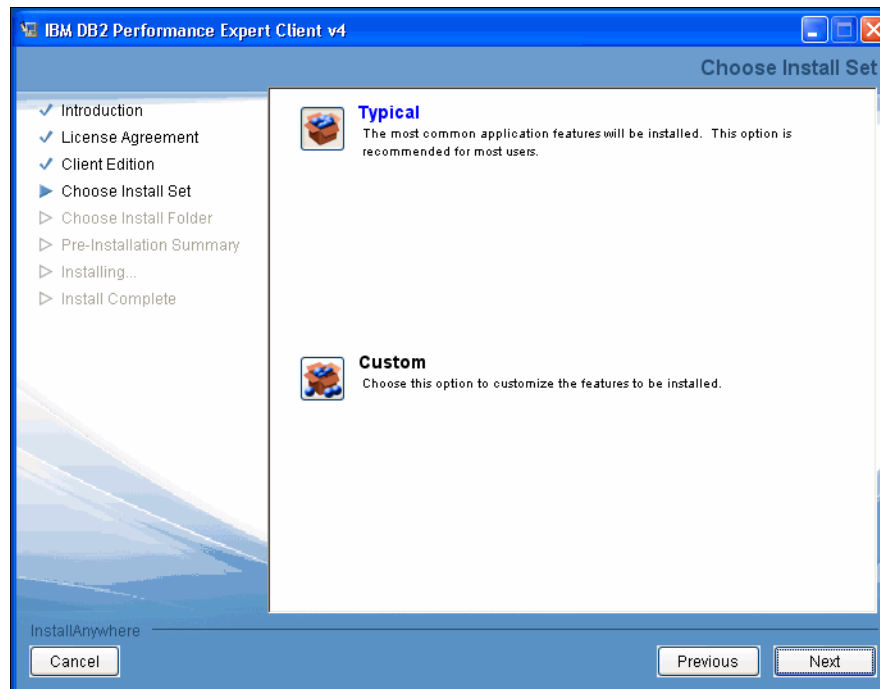 IBM DB2 Performance Expert Client v4
Choose Install Set
Introduction
License Agreement
Client Edition
Choose Install Set
Choose Install Folder
Pre-Installation Summary
Installing...
Install Complete
Typical
The most common application features will be installed. This option is
recommended for most users.
Custom
Choose this option to customize the features to be installed.
InstallAnywhere
Cancel
Previous
Next